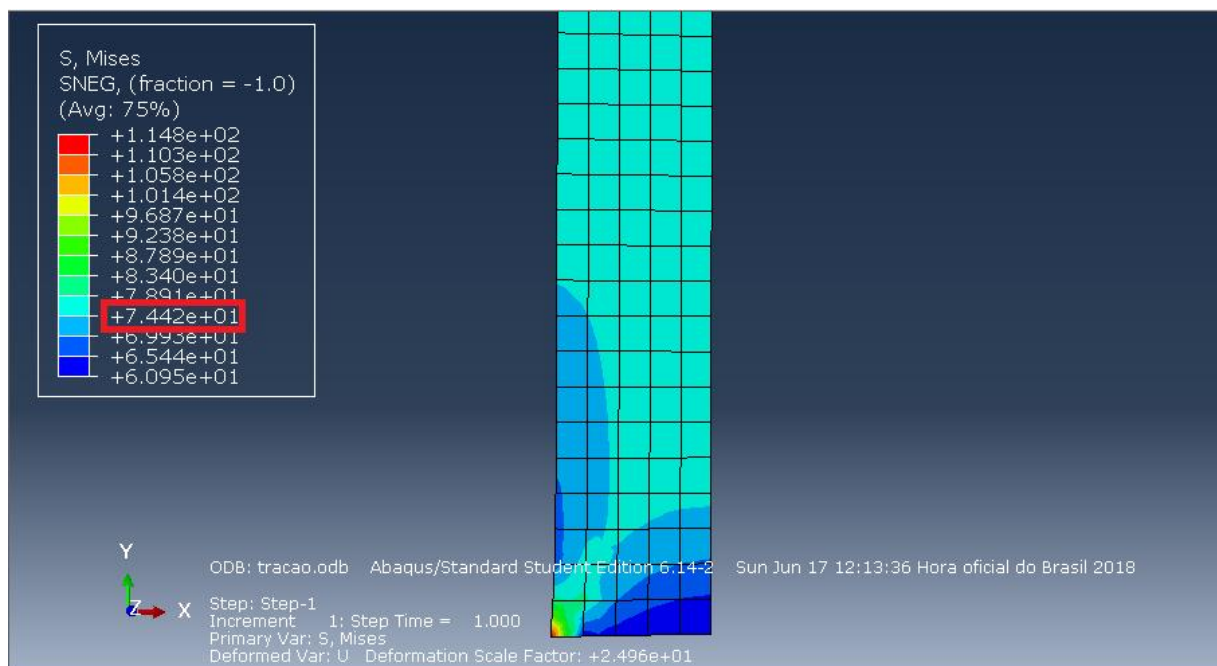 S, Mises
SNEG, (fraction = -1.0)
(Avg: 75%)
+1.148e+02
+1.103e+02
+1.058e+02
+1.014e+02
+9.687e+01
+9.238e+01
+8.789e+01
+8.340e+01
+7.891e+01
+7.442e+01
+6.993e+01
+6.544e+01
+6.095e+01
Y
Z
X
ODB: tracao.odb Abaqus/Standard Student Edition 6.14-2 Sun Jun 17 12:13:36 Hora oficial do Brasil 2018
Step: Step-1
Increment 1: Step Time = 1.000
Primary Var: S, Mises
Deformed Var: U Deformation Scale Factor: +2.496e+01